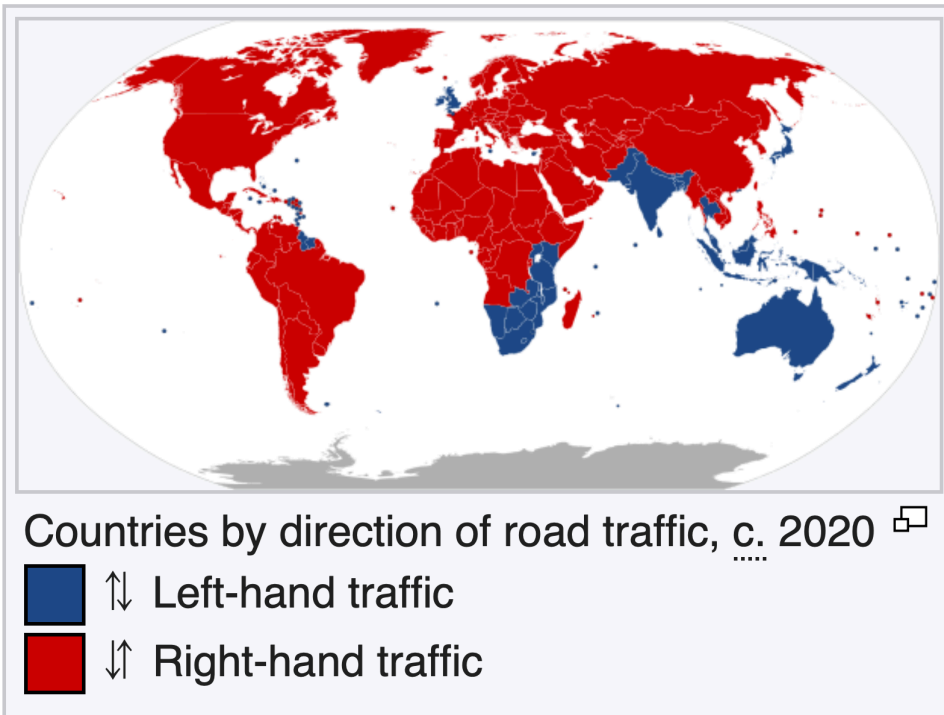 Countries by direction of road traffic, c. 2020
⇅ Left-hand traffic
⇵ Right-hand traffic